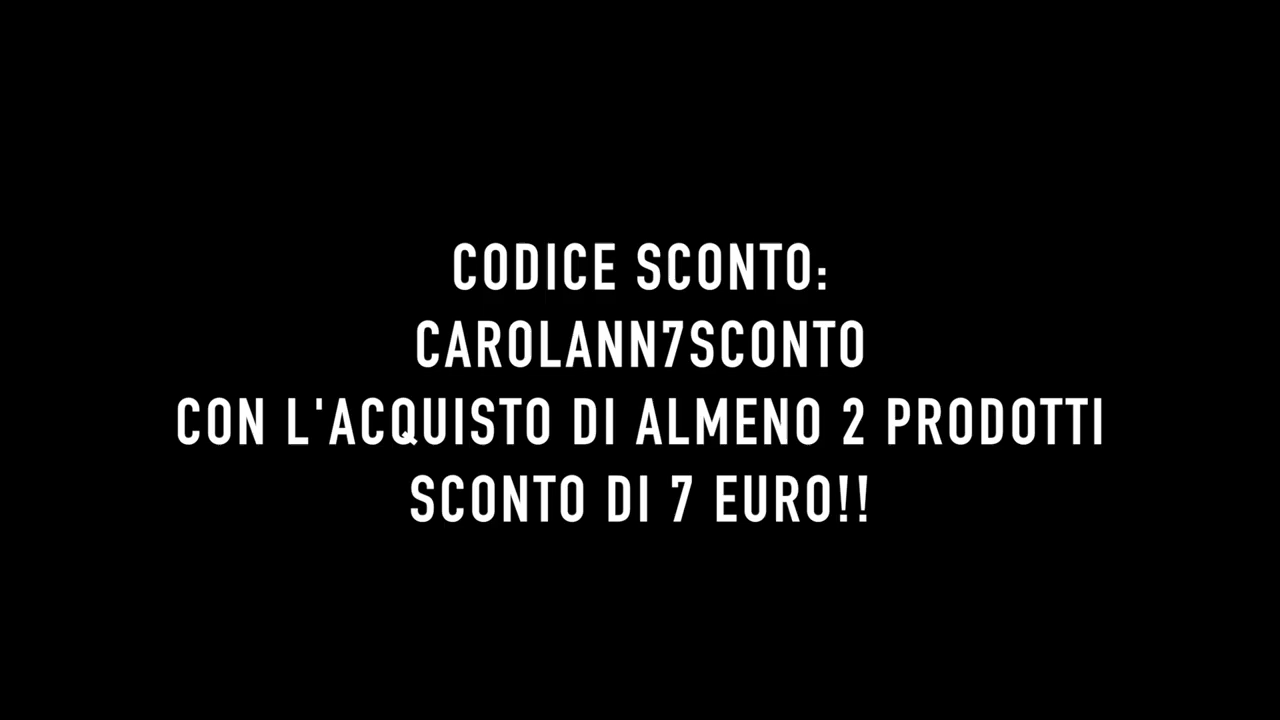 CODICE SCONTO:
CAROLANN7SCONTO
CON L'ACQUISTO DI ALMENO 2 PRODOTTI
SCONTO DI 7 EURO!!